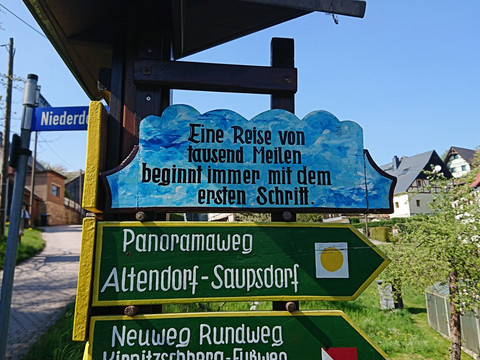 Niederd
Eine Reise von
tausend Meilen
beginnt immer mit dem
ersten Schritt.
Panoramaweg
Altendorf-Saupsdorf
Neuweg Rundweg